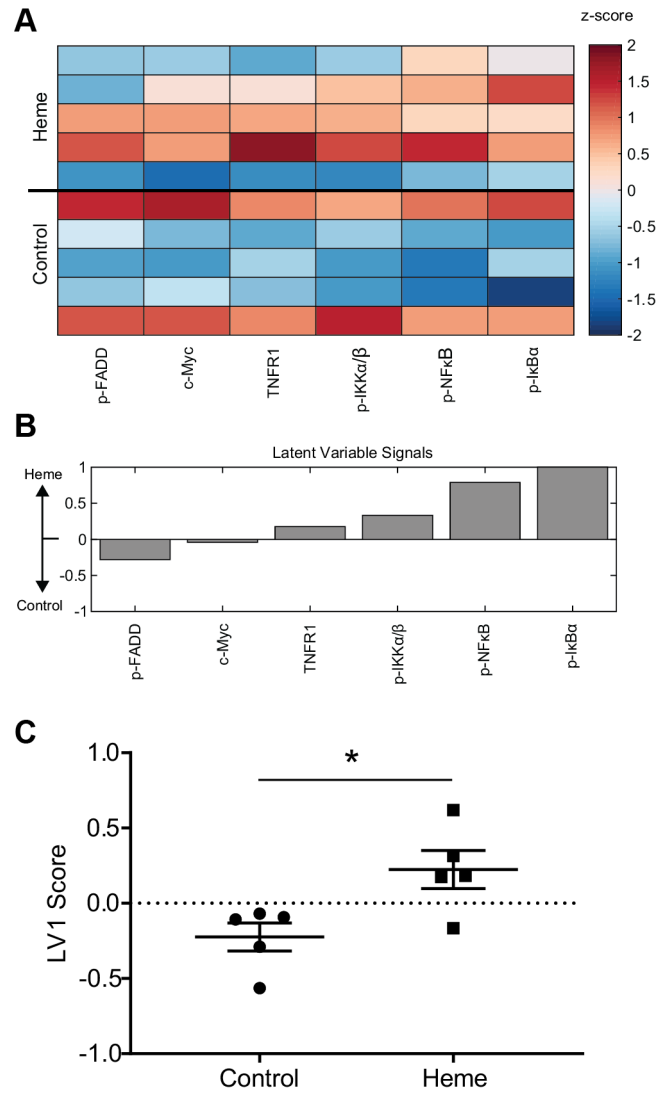 A
z-score
Heme
Control
2
1.5
1
0.5
0
-0.5
-1
-1.5
-2
p-FADD
c-Myc
TNFR1
p-IKKα/β
p-NFκB
p-IκBα
B
Latent Variable Signals
Heme
Control
1
0.5
0
-0.5
-1
p-FADD
c-Myc
TNFR1
p-IKKα/β
p-NFκB
p-IκBα
C
LV1 Score
1.0
0.5
0.0
-0.5
-1.0
*
Control
Heme